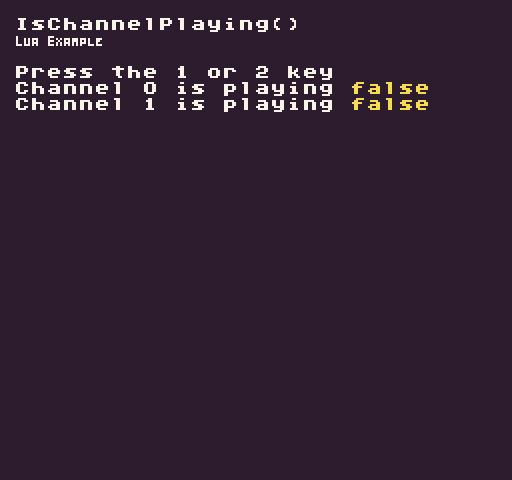 IsChannelPlaying()
Lua Example
Press the 1 or 2 key
Channel 0 is playing false
Channel 1 is playing false